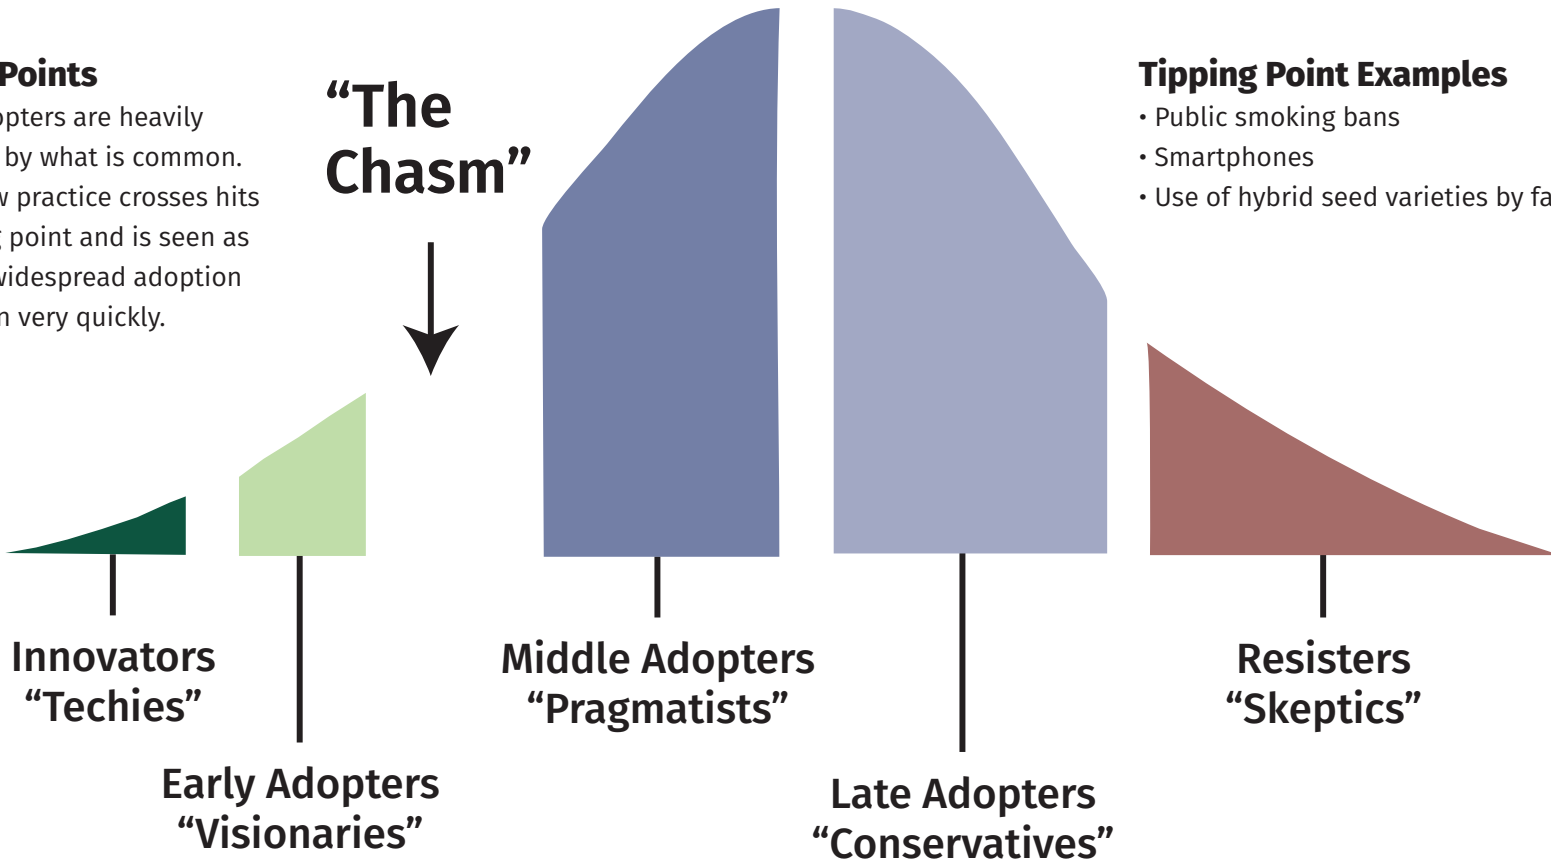 Points
opters are heavily
by what is common.
w practice crosses hits
g point and is seen as
widespread adoption
n very quickly.
“The
Chasm”
Tipping Point Examples
• Public smoking bans
• Smartphones
• Use of hybrid seed varieties by fa
Innovators
“Techies”
Early Adopters
“Visionaries”
Middle Adopters
“Pragmatists”
Late Adopters
“Conservatives”
Resisters
“Skeptics”